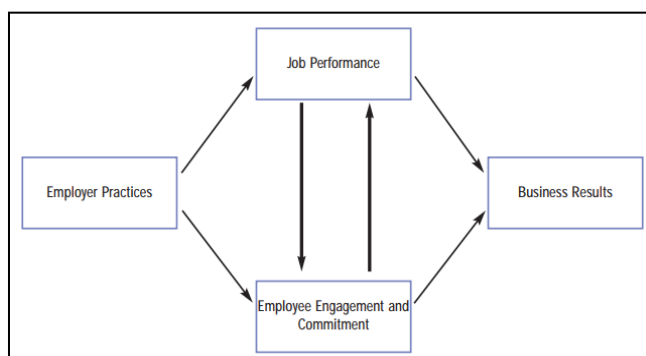 Job Performance
Employer Practices
Business Results
Employee Engagement and
Commitment